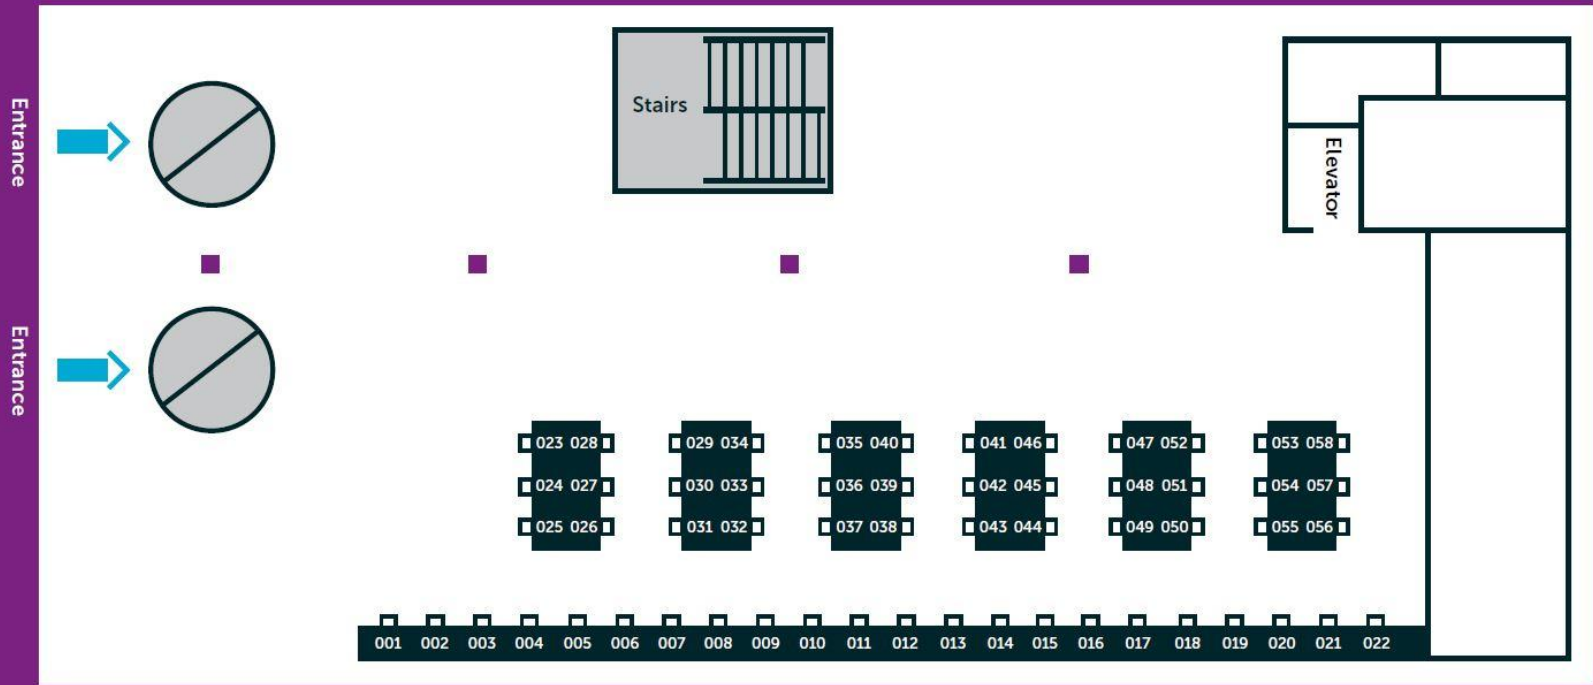 Entrance
Stairs
Elevator
Entrance
023 028 029 034 035 040 041 046 047 052 053 058
024 027 030 033 036 039 042 045 048 051 054 057
025 026 031 032 037 038 043 044 049 050 055 056
001 002 003 004 005 006 007 008 009 010 011 012 013 014 015 016 017 018 019 020 021 022